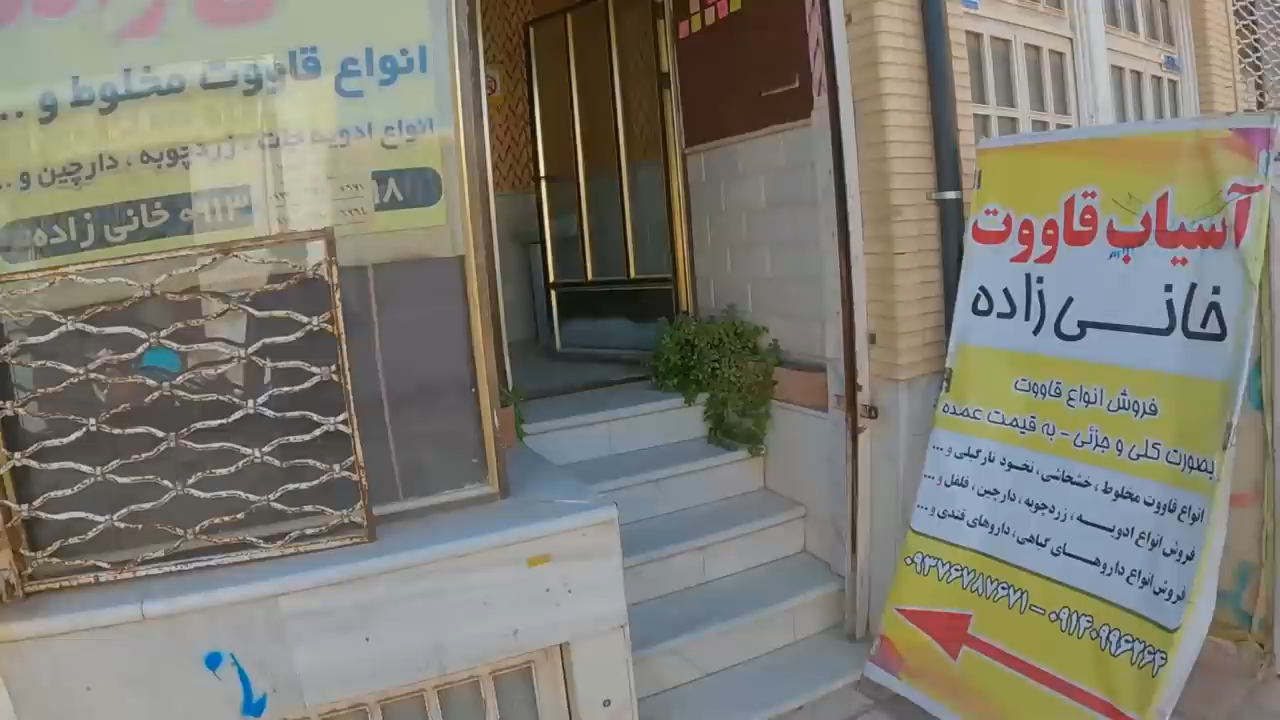 انواع قاووت مخلوط و ..
انواع ادویه جات ، زردچوبه ، دارچین و ..
خانی زاده
آسیاب قاووت
خانی زاده
فروش انواع قاووت
بصورت کلی و جزئی - به قیمت عمده
انواع قاووت مخلوط ، خشخاشی ، نخود نارگیلی و ...
فروش انواع ادویه ، زردچوبه ، دارچین ، فلفل و ...
فروش انواع داروهای گیاهی ، داروهای قندی و ...
۰۹۳۷۶۷۸۷۶۷۱ - ۰۹۱۴۰۹۹۶۲۶۴